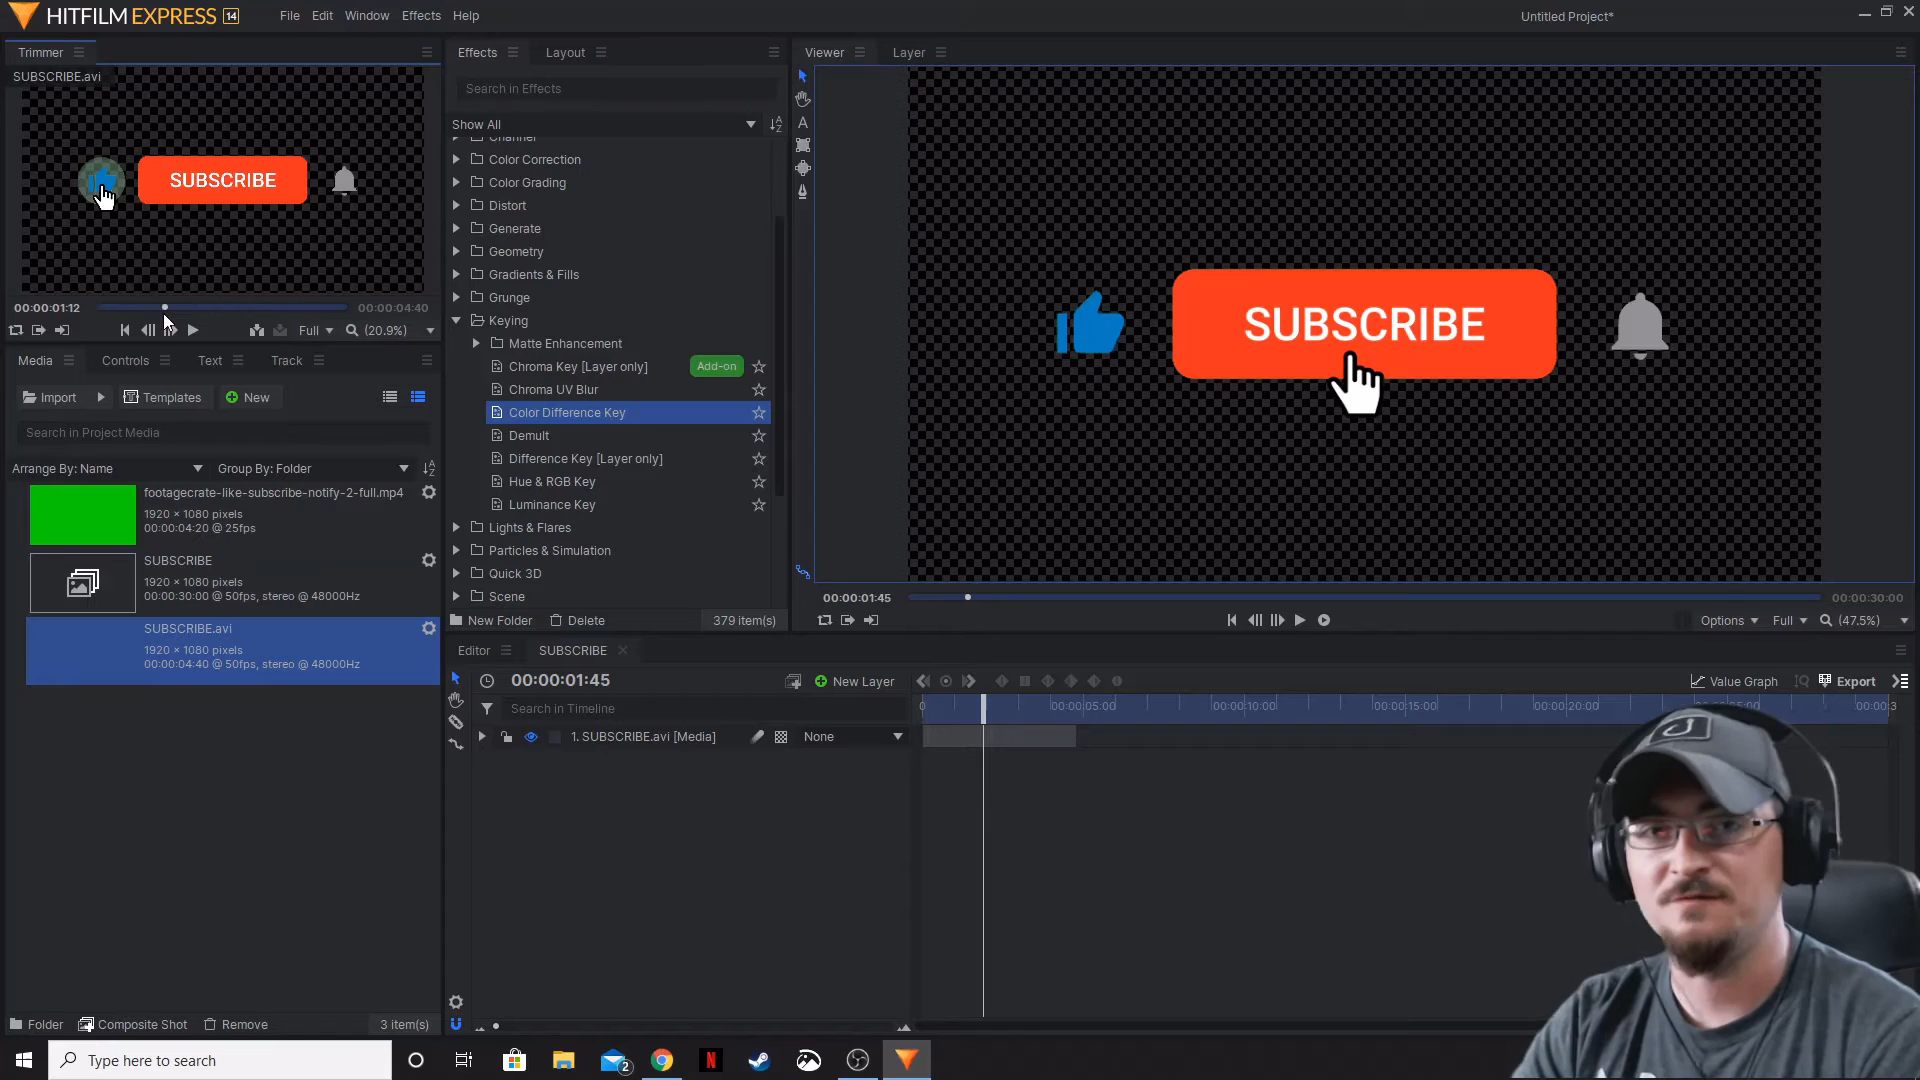 HITFILM EXPRESS 14
File Edit Window Effects Help
Untitled Project*
Trimmer
SUBSCRIBE.avi
SUBSCRIBE
00:00:01:12
00:00:04:40
Full
(20.9%)
Media
Controls
Text
Track
Import
Templates
New
Search in Project Media
Arrange By: Name
Group By: Folder
footagecrate-like-subscribe-notify-2-full.mp4
1920 × 1080 pixels
00:00:04:20 @ 25fps
SUBSCRIBE
1920 × 1080 pixels
00:00:30:00 @ 50fps, stereo @ 48000Hz
SUBSCRIBE.avi
1920 × 1080 pixels
00:00:04:40 @ 50fps, stereo @ 48000Hz
Folder
Composite Shot
Remove
3 item(s)
Effects
Layout
Search in Effects
Show All
Channel
Color Correction
Color Grading
Distort
Generate
Geometry
Gradients & Fills
Grunge
Keying
Matte Enhancement
Chroma Key [Layer only]
Add-on
Chroma UV Blur
Color Difference Key
Demult
Difference Key [Layer only]
Hue & RGB Key
Luminance Key
Lights & Flares
Particles & Simulation
Quick 3D
Scene
New Folder
Delete
379 item(s)
Viewer
Layer
A
SUBSCRIBE
00:00:01:45
00:00:30:00
Options
Full
(47.5%)
Editor
SUBSCRIBE
00:00:01:45
New Layer
Value Graph
Export
Search in Timeline
0
00:00:05:00
00:00:10:00
00:00:15:00
00:00:20:00
00:00:3
1. SUBSCRIBE.avi [Media]
None
Type here to search
2
N